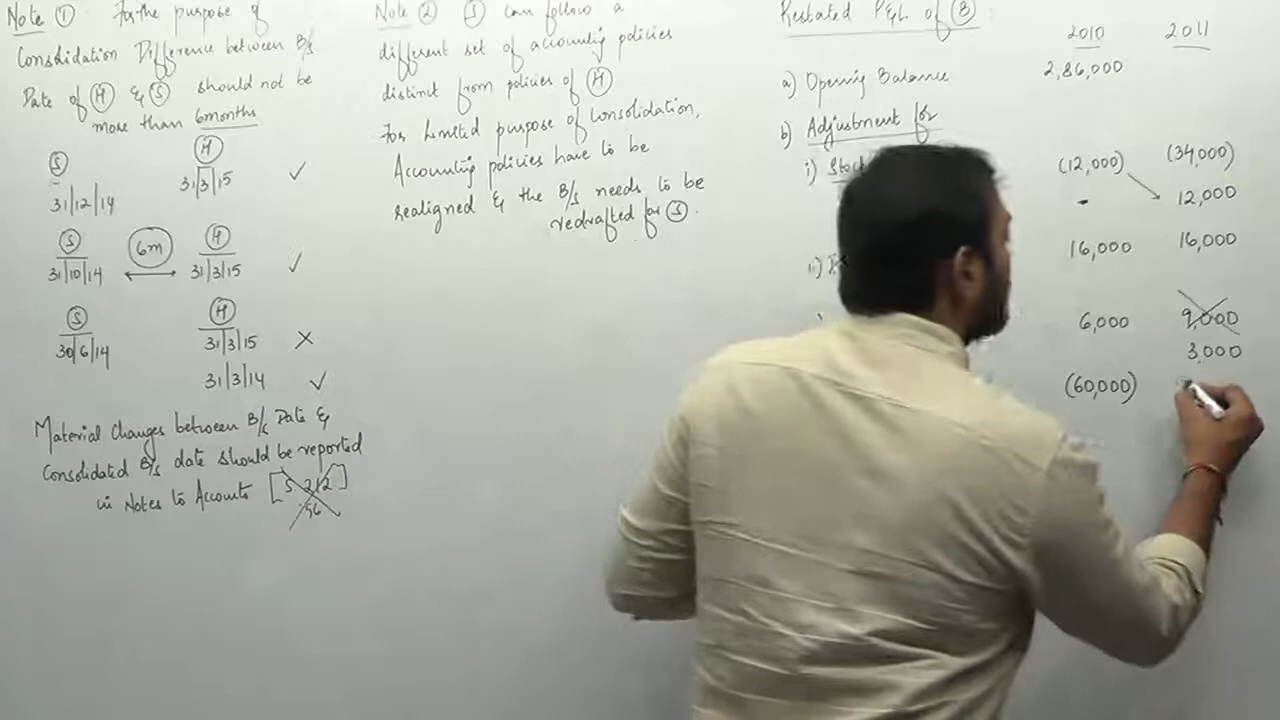 Note ① For the purpose of
Consolidation Difference between B/s
Date of Ⓗ & Ⓢ should not be
more than 6months
Ⓢ Ⓗ
31/12/14 31/3/15 ✓
Ⓢ 6m Ⓗ
31/10/14 31/3/15 ✓
Ⓢ Ⓗ
30/6/14 31/3/15 ×
31/3/14 ✓
Material Changes between B/s Date &
Consolidated B/s date should be reported
in Notes to Accounts [S. 212]
Note ② Ⓢ can follow a
different set of accounting policies
distinct from policies of Ⓗ
For Limited purpose of consolidation,
Accounting policies have to be
realigned & the B/s needs to be
redrafted for Ⓢ.
Restated P&L of Ⓑ:
2010 2011
a) Opening Balance 2,86,000
b) Adjustment for
i) Stock (12,000) (34,000)
- 12,000
ii) 16,000 16,000
6,000 9,000
3,000
(60,000)